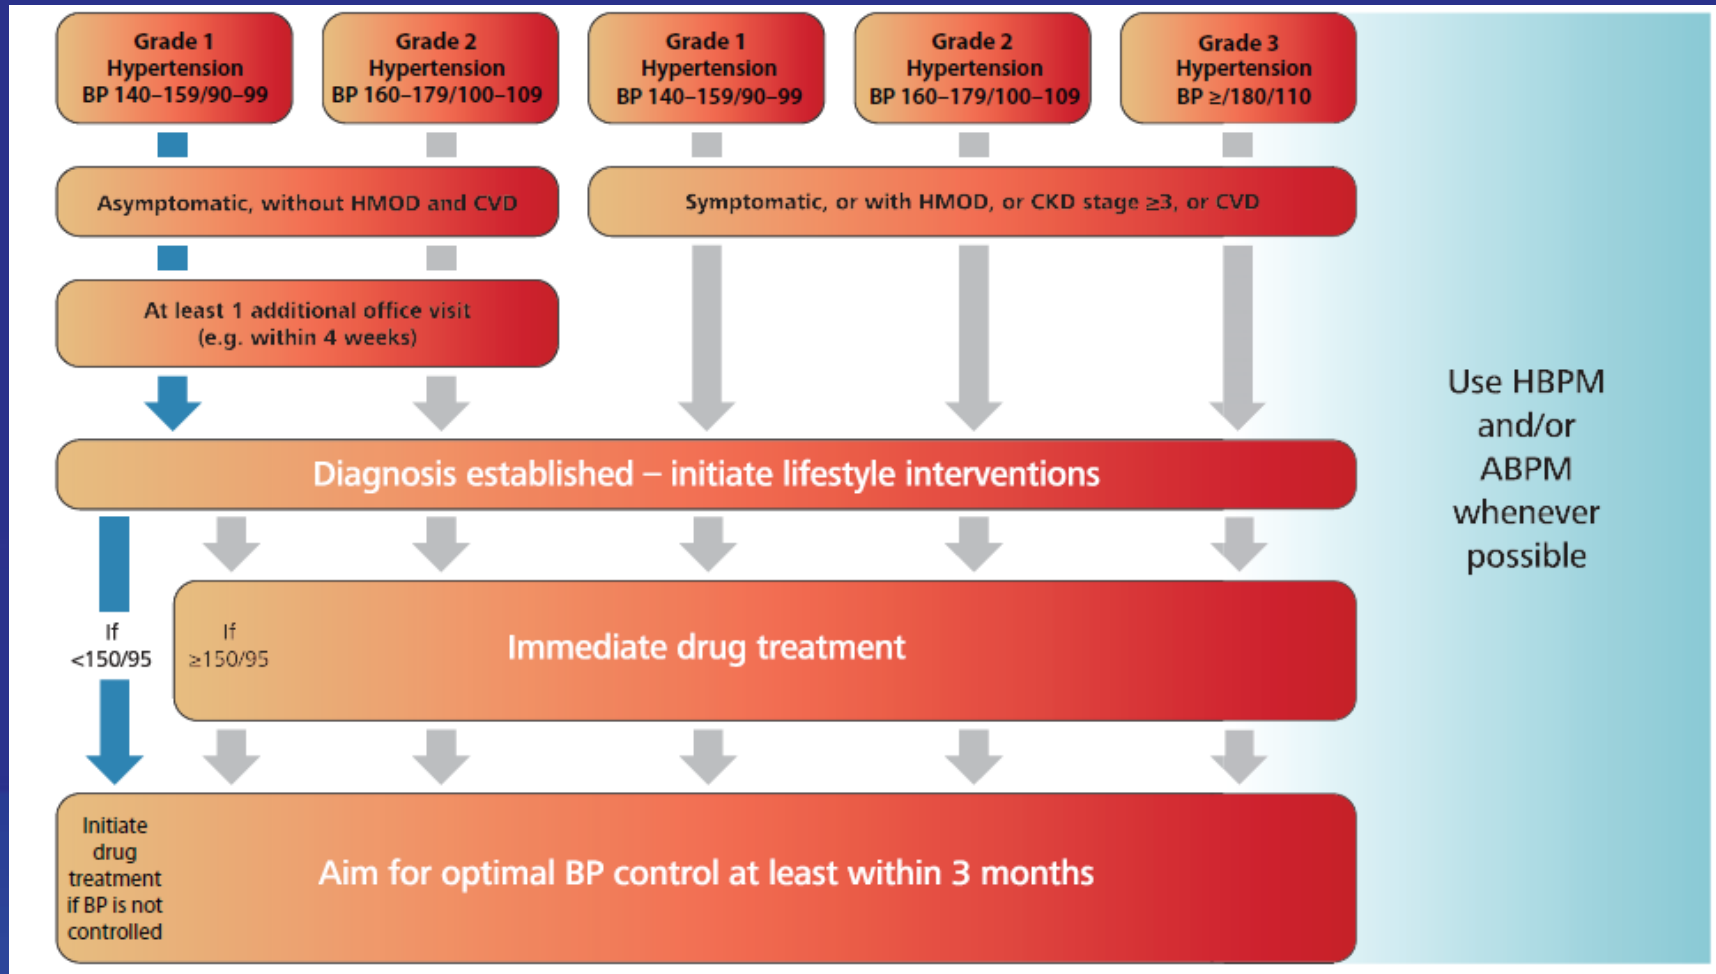 Grade 1
Hypertension
BP 140–159/90–99
Grade 2
Hypertension
BP 160–179/100–109
Grade 1
Hypertension
BP 140–159/90–99
Grade 2
Hypertension
BP 160–179/100–109
Grade 3
Hypertension
BP ≥/180/110
Asymptomatic, without HMOD and CVD
Symptomatic, or with HMOD, or CKD stage ≥3, or CVD
At least 1 additional office visit
(e.g. within 4 weeks)
Diagnosis established – initiate lifestyle interventions
If
<150/95
If
≥150/95
Immediate drug treatment
Initiate
drug
treatment
if BP is not
controlled
Aim for optimal BP control at least within 3 months
Use HBPM
and/or
ABPM
whenever
possible